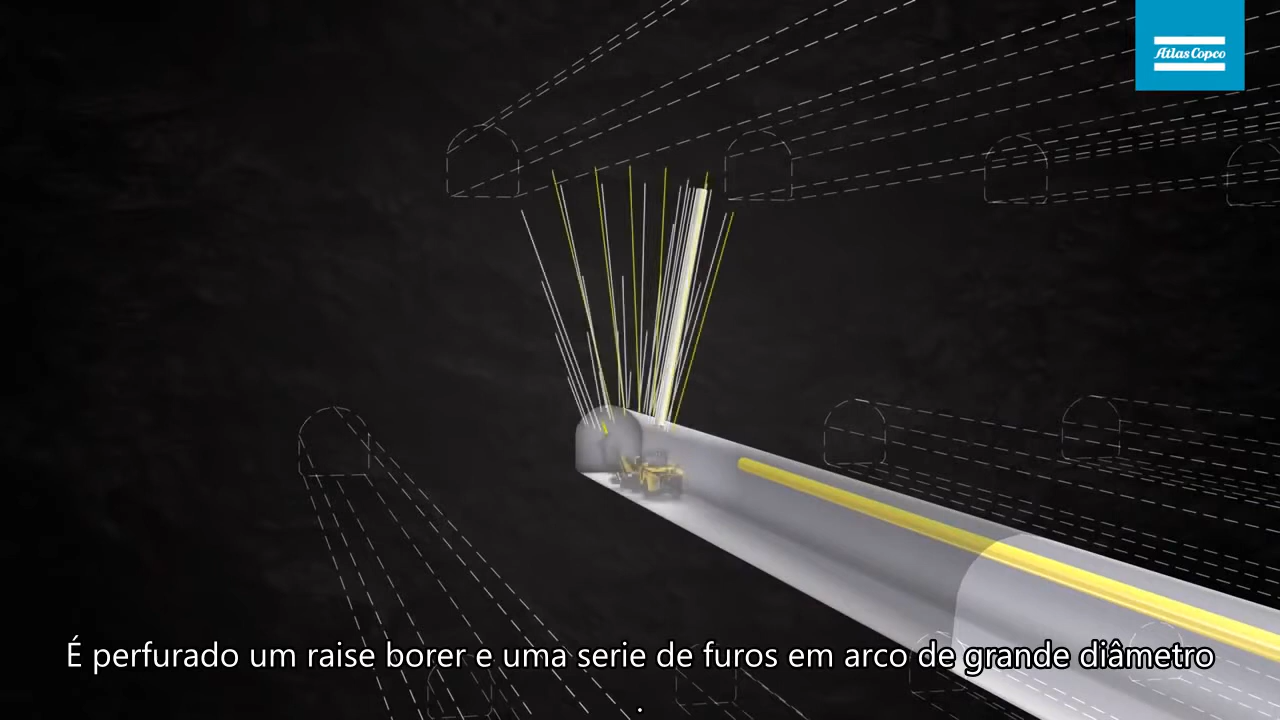 Atlas Copco
É perfurado um raise borer e uma serie de furos em arco de grande diâmetro
.